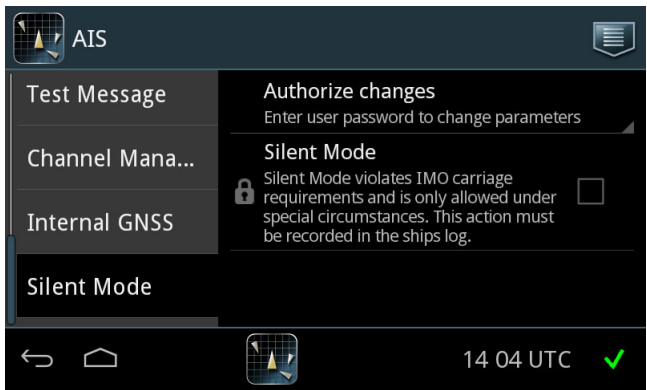 AIS
Test Message
Channel Mana...
Internal GNSS
Silent Mode
Authorize changes
Enter user password to change parameters
Silent Mode
Silent Mode violates IMO carriage
requirements and is only allowed under
special circumstances. This action must
be recorded in the ships log.
14 04 UTC